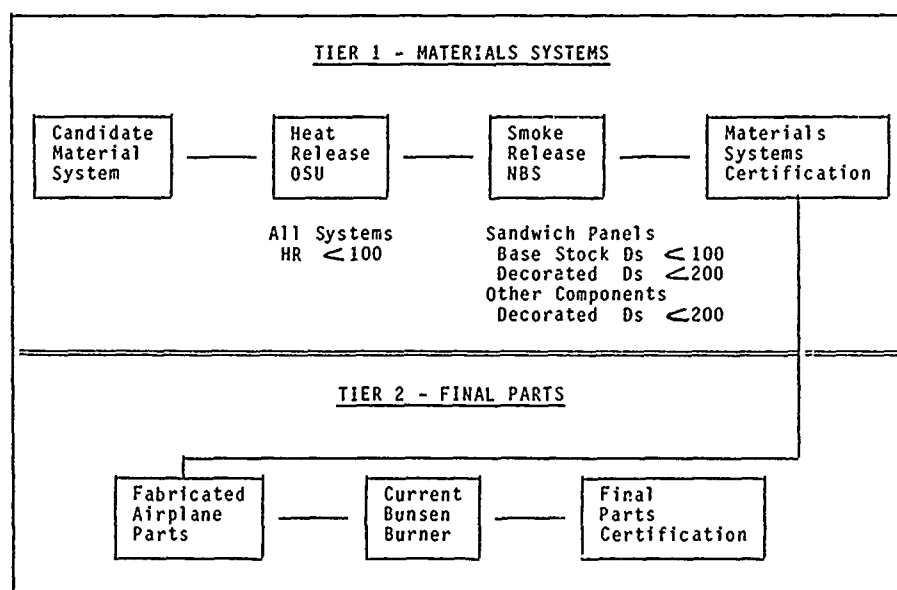 TIER 1 - MATERIALS SYSTEMS
Candidate
Material
System
Heat
Release
OSU
Smoke
Release
NBS
Materials
Systems
Certification
All Systems
HR <100
Sandwich Panels
Base Stock Ds <100
Decorated Ds <200
Other Components
Decorated Ds <200
TIER 2 - FINAL PARTS
Fabricated
Airplane
Parts
Current
Bunsen
Burner
Final
Parts
Certification